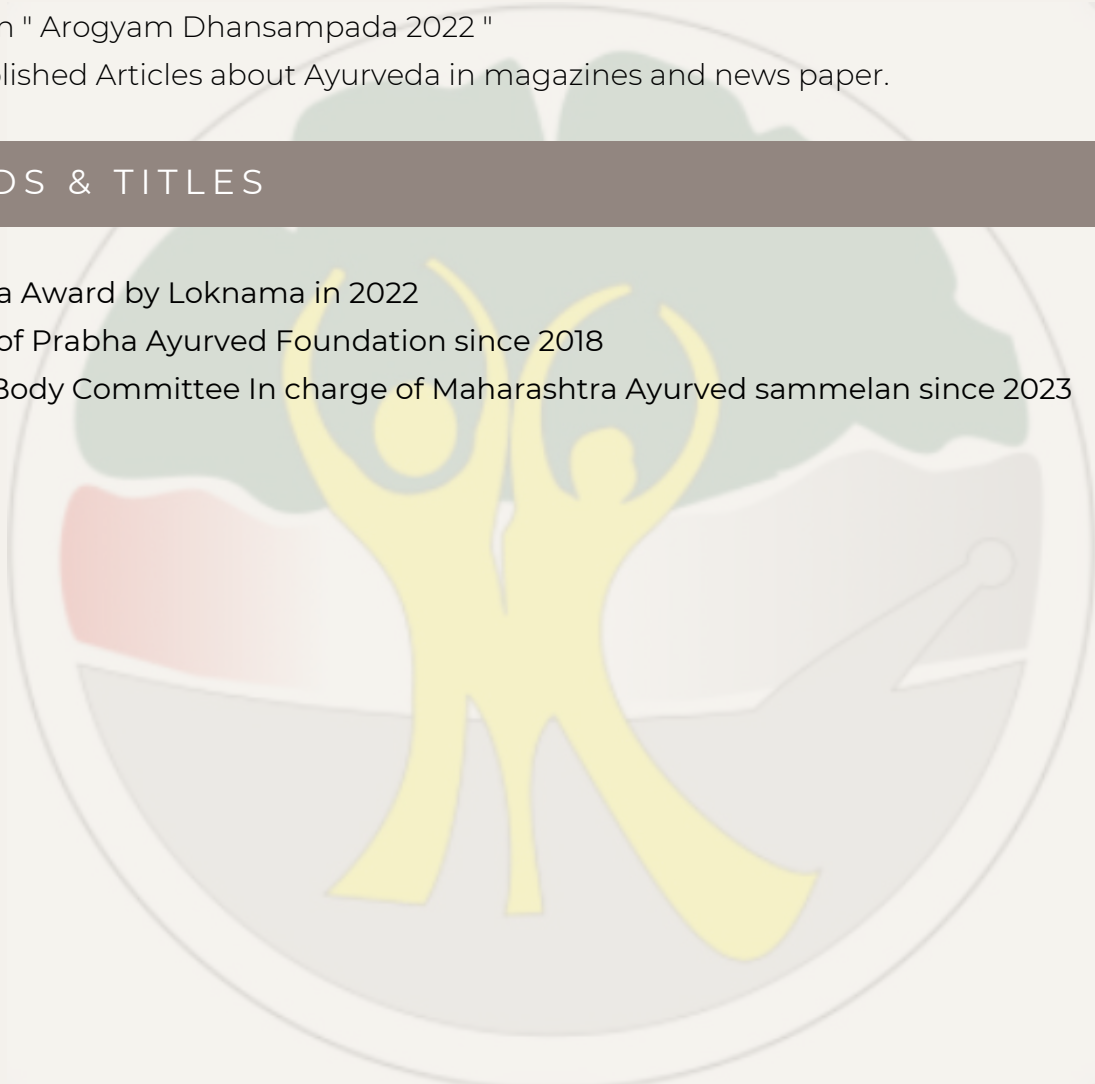 n " Arogyam Dhansampada 2022 "
lished Articles about Ayurveda in magazines and news paper.
DS & TITLES
a Award by Loknama in 2022
of Prabha Ayurved Foundation since 2018
Body Committee In charge of Maharashtra Ayurved sammelan since 2023